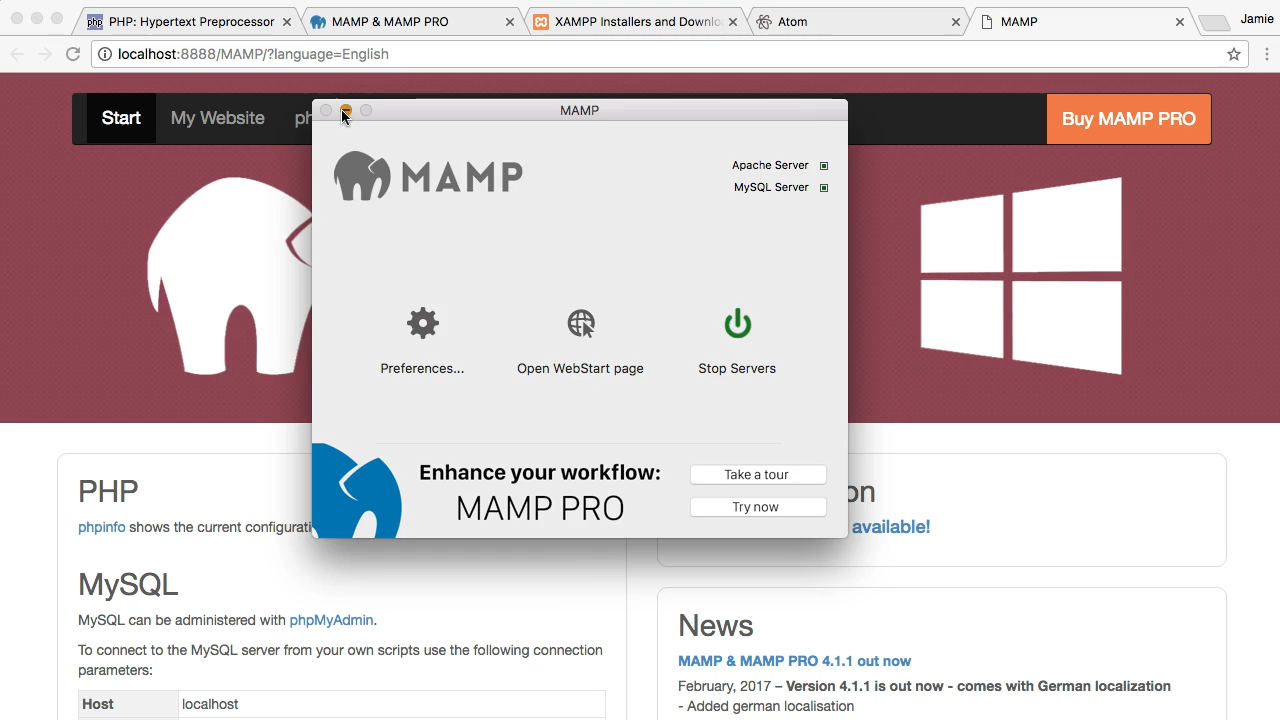 PHP: Hypertext Preprocessor
MAMP & MAMP PRO
XAMPP Installers and Downlo
Atom
MAMP
Jamie
localhost:8888/MAMP/?language=English
Start
My Website
ph
Buy MAMP PRO
MAMP
MAMP
Apache Server
MySQL Server
Preferences...
Open WebStart page
Stop Servers
Enhance your workflow:
MAMP PRO
Take a tour
Try now
PHP
phpinfo shows the current configurati
MySQL
MySQL can be administered with phpMyAdmin.
To connect to the MySQL server from your own scripts use the following connection
parameters:
Host localhost
on
available!
News
MAMP & MAMP PRO 4.1.1 out now
February, 2017 – Version 4.1.1 is out now - comes with German localization
- Added german localisation